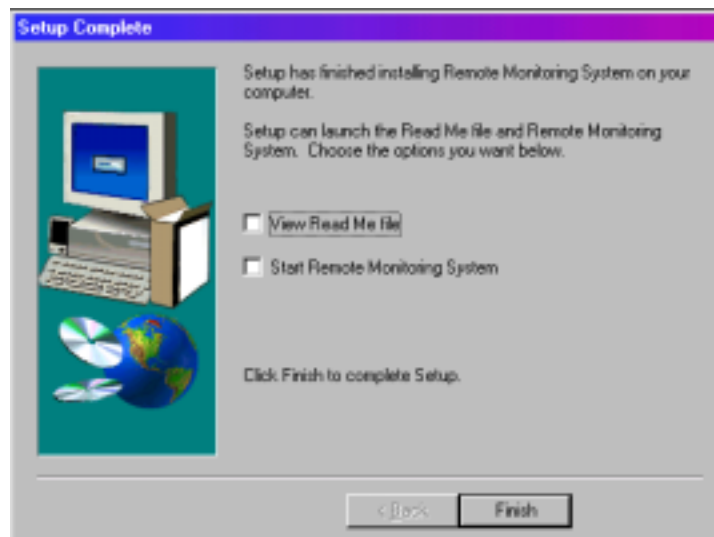 Setup Complete
Setup has finished installing Remote Monitoring System on your
computer.
Setup can launch the Read Me file and Remote Monitoring
System. Choose the options you want below.
View Read Me file
Start Remote Monitoring System
Click Finish to complete Setup.
< Back
Finish